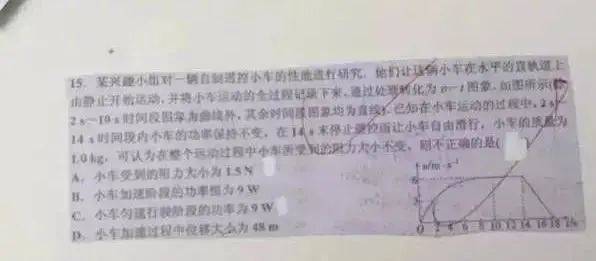 15. 某兴趣小组对一辆自制遥控小车的性能进行研究，他们让这辆小车在水平的直轨道上
由静止开始运动，并将小车运动的全过程记录下来，通过处理转化为 v－t 图象，如图所示(除
2 s～10 s 时间段图象为曲线外，其余时间段图象均为直线)．已知在小车运动的过程中，2 s～
14 s 时间段内小车的功率保持不变，在 14 s 末停止遥控而让小车自由滑行，小车的质量为
1.0 kg，可认为在整个运动过程中小车所受到的阻力大小不变，则不正确的是(
A．小车受到的阻力大小为 1.5 N
B．小车加速阶段的功率恒为 9 W
C．小车匀速行驶阶段的功率为 9 W
D．小车加速过程中位移大小为 48 m
v/m·s⁻¹
6
3
0 2 4 6 8 10 12 14 16 18 t/s